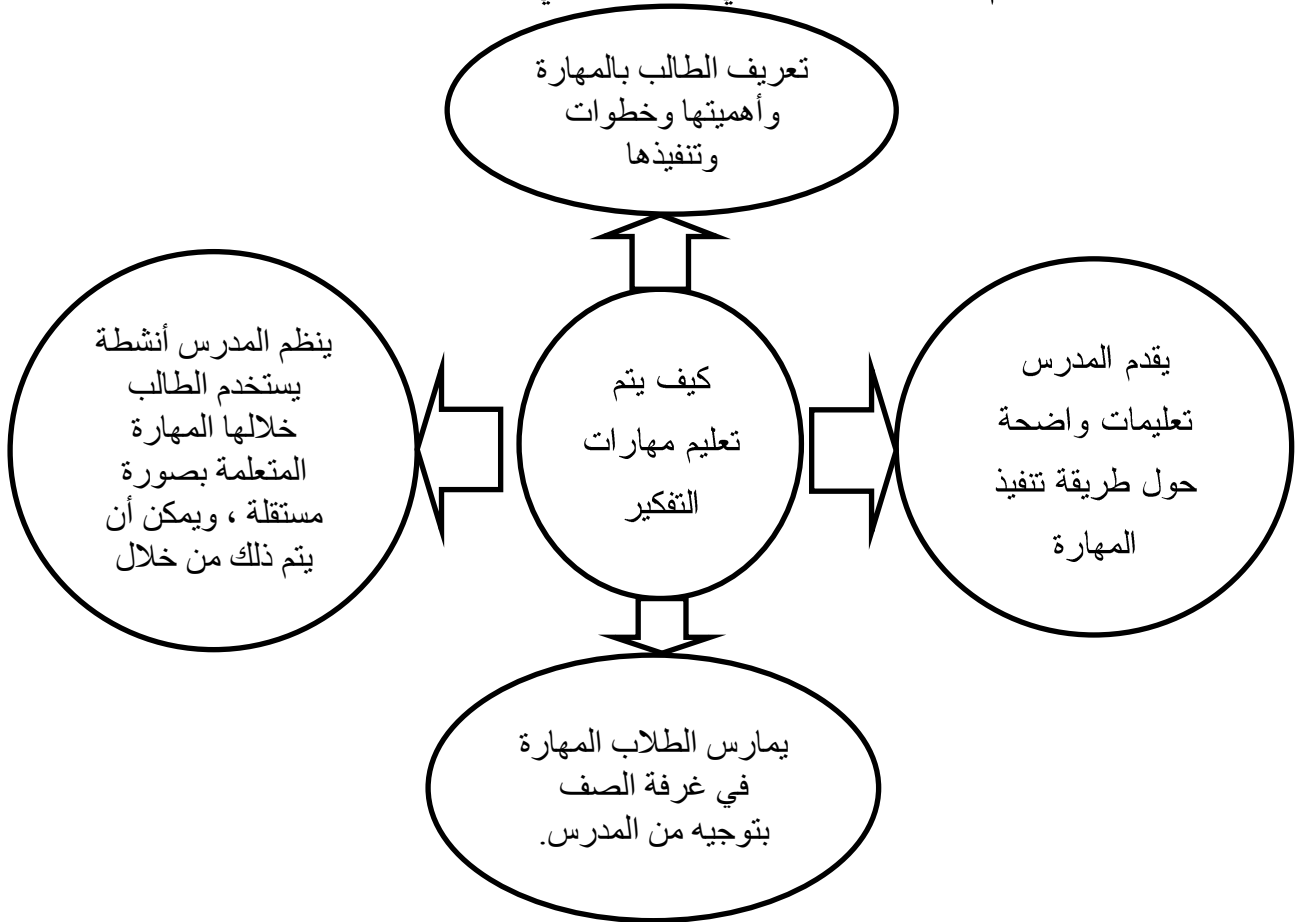 تعريف الطالب بالمهارة
وأهميتها وخطوات
وتنفيذها
يقدم المدرس
تعليمات واضحة
حول طريقة تنفيذ
المهارة
كيف يتم
تعليم مهارات
التفكير
ينظم المدرس أنشطة
يستخدم الطالب
خلالها المهارة
المتعلمة بصورة
مستقلة ، ويمكن أن
يتم ذلك من خلال
يمارس الطلاب المهارة
في غرفة الصف
بتوجيه من المدرس.